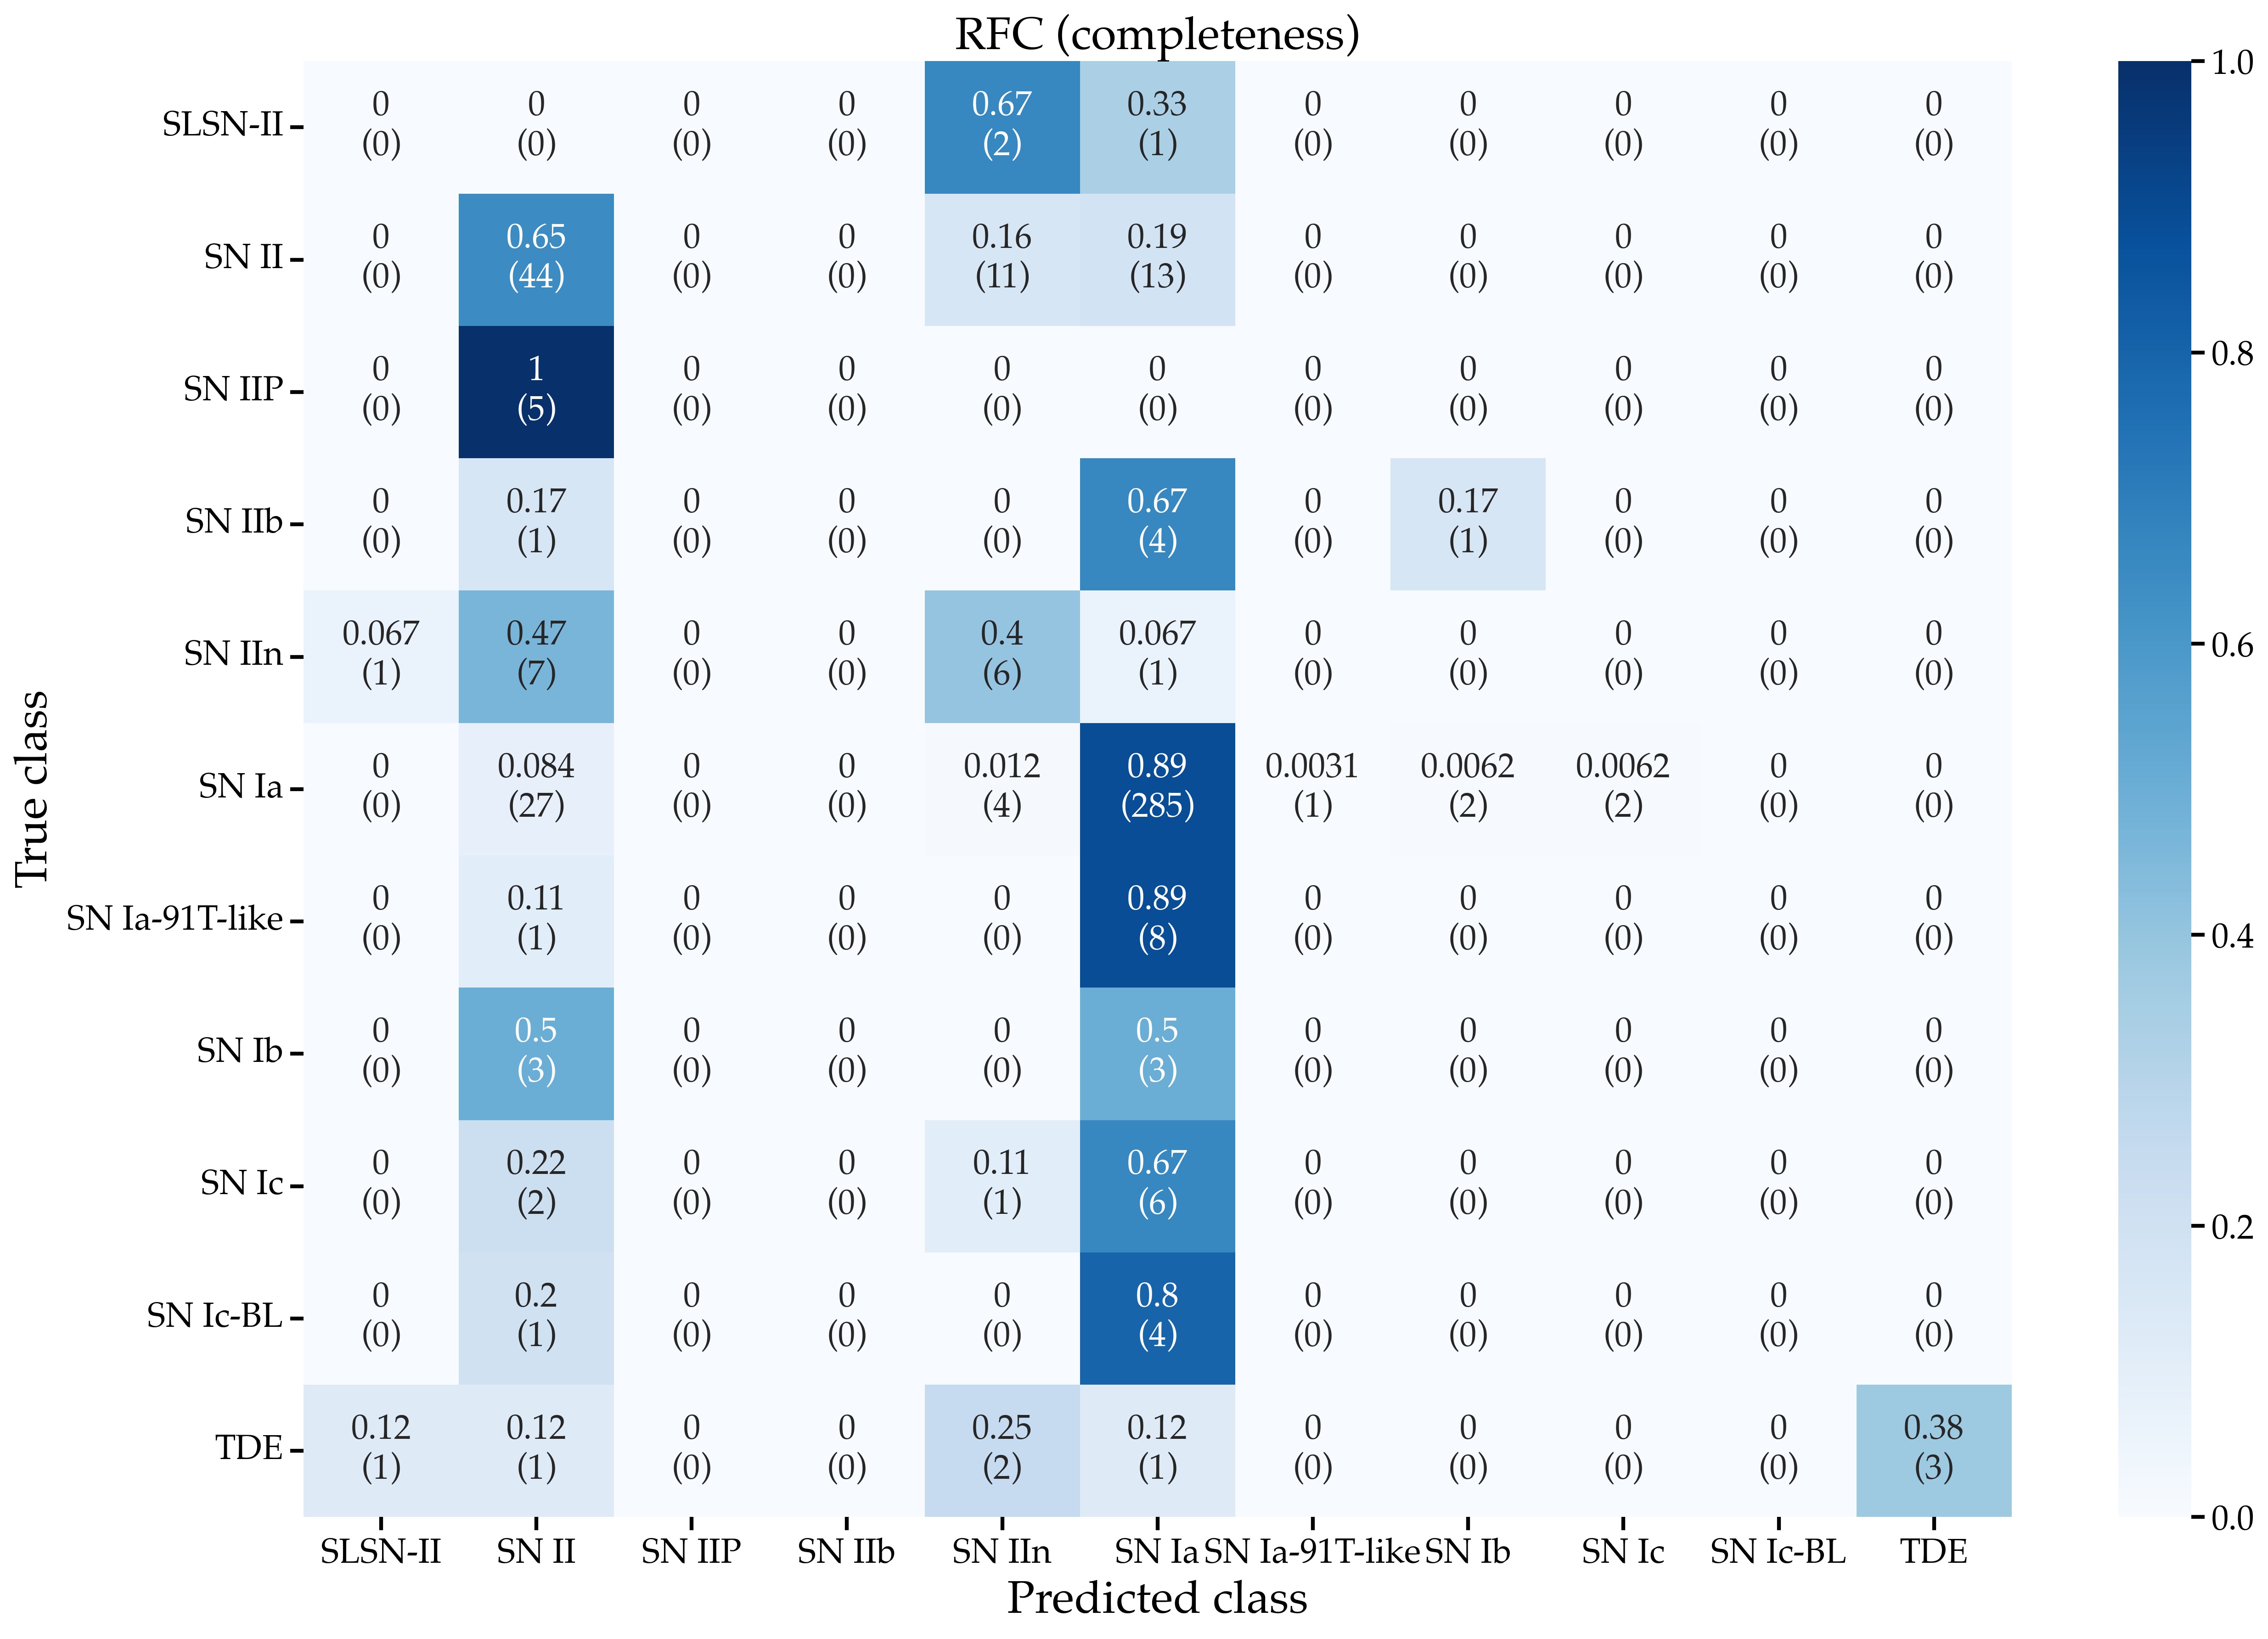 RFC (completeness)
1.0
SLSN-II 0 0 0 0 0.67 0.33 0 0 0 0 0
(0) (0) (0) (0) (2) (1) (0) (0) (0) (0) (0)
SN II 0 0.65 0 0 0.16 0.19 0 0 0 0 0
(0) (44) (0) (0) (11) (13) (0) (0) (0) (0) (0)
0.8
SN IIP 0 1 0 0 0 0 0 0 0 0 0
(0) (5) (0) (0) (0) (0) (0) (0) (0) (0) (0)
SN IIb 0 0.17 0 0 0 0.67 0 0.17 0 0 0
(0) (1) (0) (0) (0) (4) (0) (1) (0) (0) (0)
0.6
SN IIn 0.067 0.47 0 0 0.4 0.067 0 0 0 0 0
(1) (7) (0) (0) (6) (1) (0) (0) (0) (0) (0)
True class
SN Ia 0 0.084 0 0 0.012 0.89 0.0031 0.0062 0.0062 0 0
(0) (27) (0) (0) (4) (285) (1) (2) (2) (0) (0)
SN Ia-91T-like 0 0.11 0 0 0 0.89 0 0 0 0 0
(0) (1) (0) (0) (0) (8) (0) (0) (0) (0) (0)
0.4
SN Ib 0 0.5 0 0 0 0.5 0 0 0 0 0
(0) (3) (0) (0) (0) (3) (0) (0) (0) (0) (0)
SN Ic 0 0.22 0 0 0.11 0.67 0 0 0 0 0
(0) (2) (0) (0) (1) (6) (0) (0) (0) (0) (0)
0.2
SN Ic-BL 0 0.2 0 0 0 0.8 0 0 0 0 0
(0) (1) (0) (0) (0) (4) (0) (0) (0) (0) (0)
TDE 0.12 0.12 0 0 0.25 0.12 0 0 0 0 0.38
(1) (1) (0) (0) (2) (1) (0) (0) (0) (0) (3)
0.0
SLSN-II SN II SN IIP SN IIb SN IIn SN Ia SN Ia-91T-like SN Ib SN Ic SN Ic-BL TDE
Predicted class